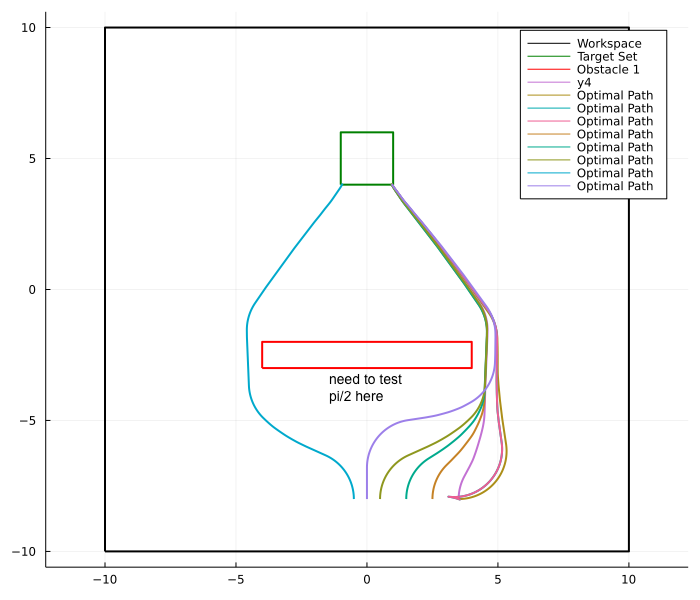 10
5
0
−5
−10
−10
−5
0
5
10
Workspace
Target Set
Obstacle 1
y4
Optimal Path
Optimal Path
Optimal Path
Optimal Path
Optimal Path
Optimal Path
Optimal Path
Optimal Path
need to test
pi/2 here